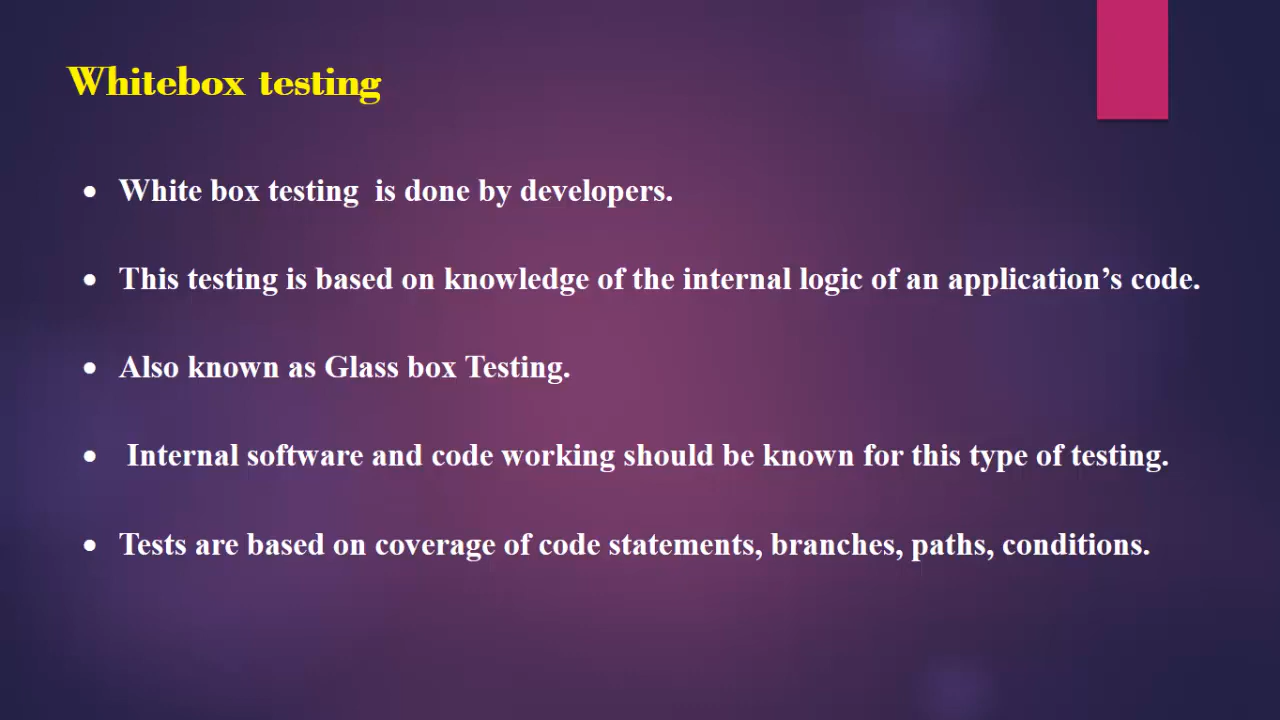 Whitebox testing
• White box testing  is done by developers.
• This testing is based on knowledge of the internal logic of an application’s code.
• Also known as Glass box Testing.
•  Internal software and code working should be known for this type of testing.
• Tests are based on coverage of code statements, branches, paths, conditions.